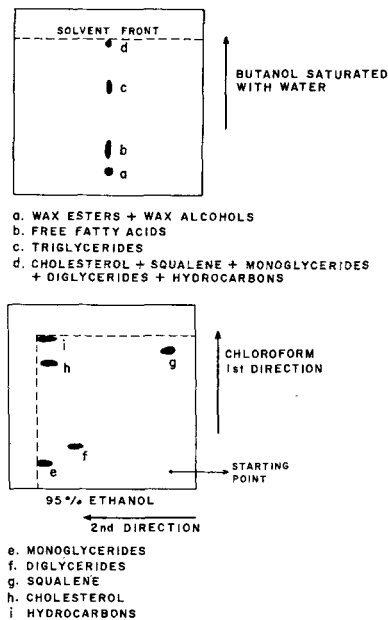 SOLVENT FRONT
d
c
b
a
BUTANOL SATURATED
WITH WATER
a. WAX ESTERS + WAX ALCOHOLS
b. FREE FATTY ACIDS
c. TRIGLYCERIDES
d. CHOLESTEROL + SQUALENE + MONOGLYCERIDES
+ DIGLYCERIDES + HYDROCARBONS
i
h
g
f
e
CHLOROFORM
1st DIRECTION
STARTING
POINT
95% ETHANOL
2nd DIRECTION
e. MONOGLYCERIDES
f. DIGLYCERIDES
g. SQUALENE
h. CHOLESTEROL
i HYDROCARBONS